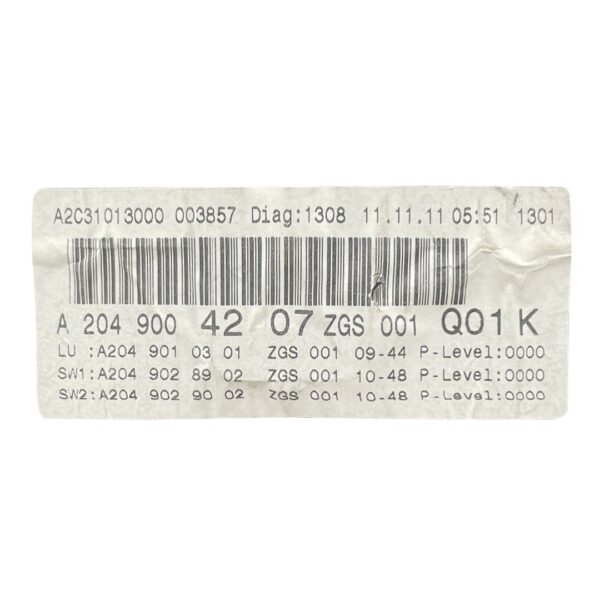 A2C31013000 003857 Diag:1308 11.11.11 05:51 1301
A 204 900 42 07 ZGS 001 Q01 K
LU :A204 901 03 01 ZGS 001 09-44 P-Level:0000
SW1:A204 902 89 02 ZGS 001 10-48 P-Level:0000
SW2:A204 902 90 02 ZGS 001 10-48 P-Level:0000